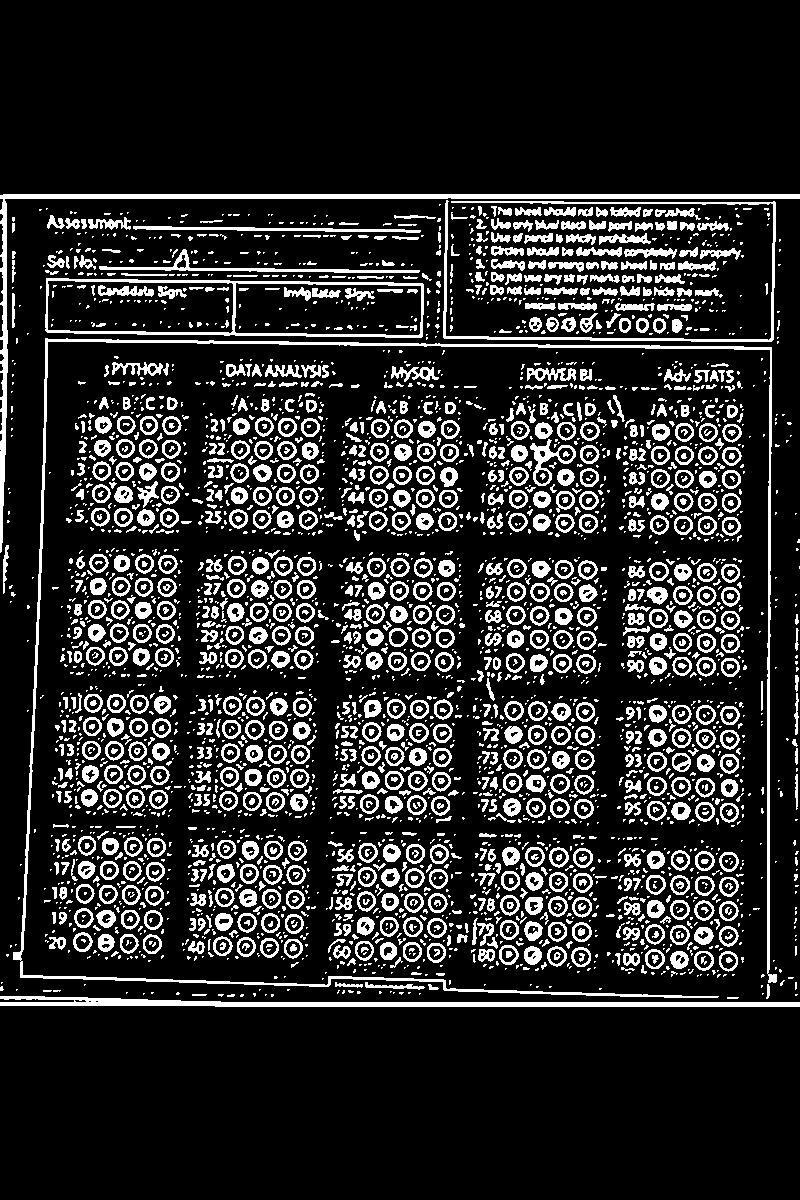 Assessment:
Set No: A
Candidate Sign: Invigilator Sign:
1. This sheet should not be folded or crushed.
2. Use only blue/ black ball point pen to fill the circles.
3. Use of pencil is strictly prohibited.
4. Circles should be darkened completely and properly.
5. Cutting and erasing on this sheet is not allowed.
6. Do not use any stray marks on the sheet.
7. Do not use marker or white fluid to hide the mark.
WRONG METHODS CORRECT METHOD
PYTHON DATA ANALYSIS MySQL POWER BI Adv STATS
A B C D A B C D A B C D A B C D A B C D
1 21 41 61 81
2 22 42 62 82
3 23 43 63 83
4 24 44 64 84
5 25 45 65 85
6 26 46 66 86
7 27 47 67 87
8 28 48 68 88
9 29 49 69 89
10 30 50 70 90
11 31 51 71 91
12 32 52 72 92
13 33 53 73 93
14 34 54 74 94
15 35 55 75 95
16 36 56 76 96
17 37 57 77 97
18 38 58 78 98
19 39 59 79 99
20 40 60 80 100